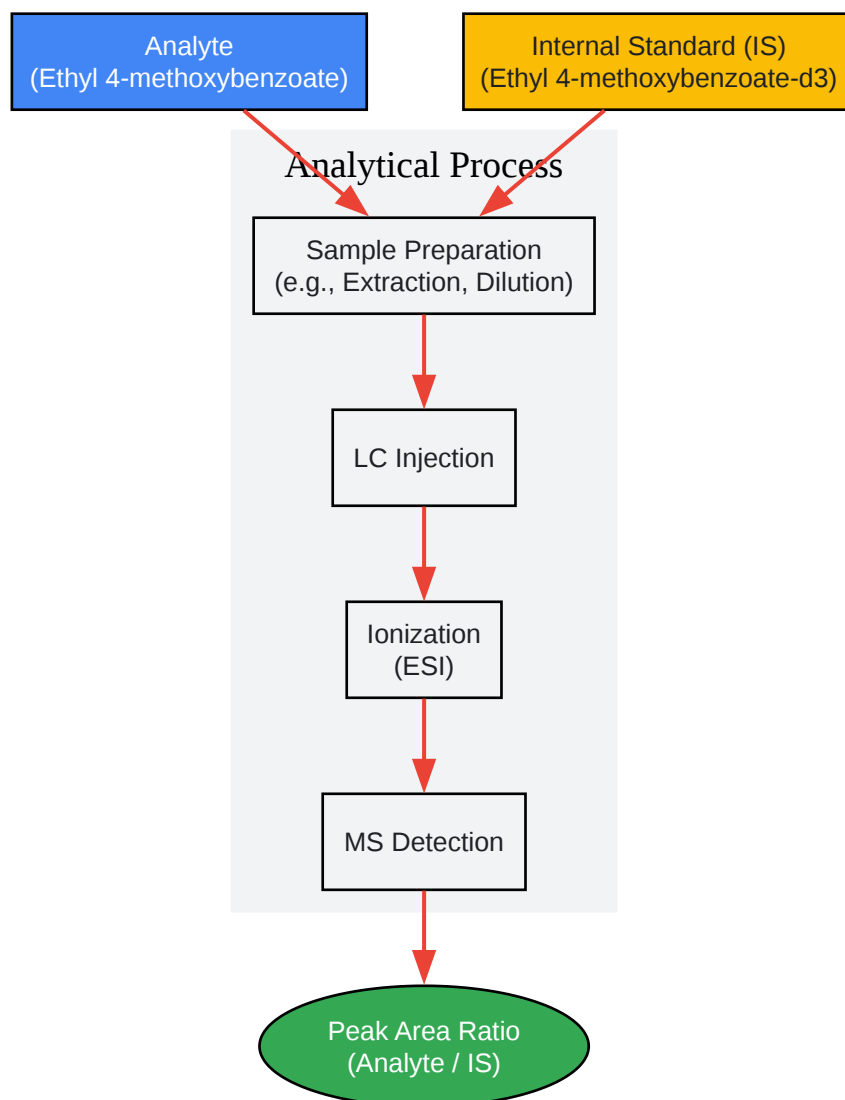 Analyte
(Ethyl 4-methoxybenzoate)
Internal Standard (IS)
(Ethyl 4-methoxybenzoate-d3)
Analytical Process
Sample Preparation
(e.g., Extraction, Dilution)
LC Injection
Ionization
(ESI)
MS Detection
Peak Area Ratio
(Analyte / IS)